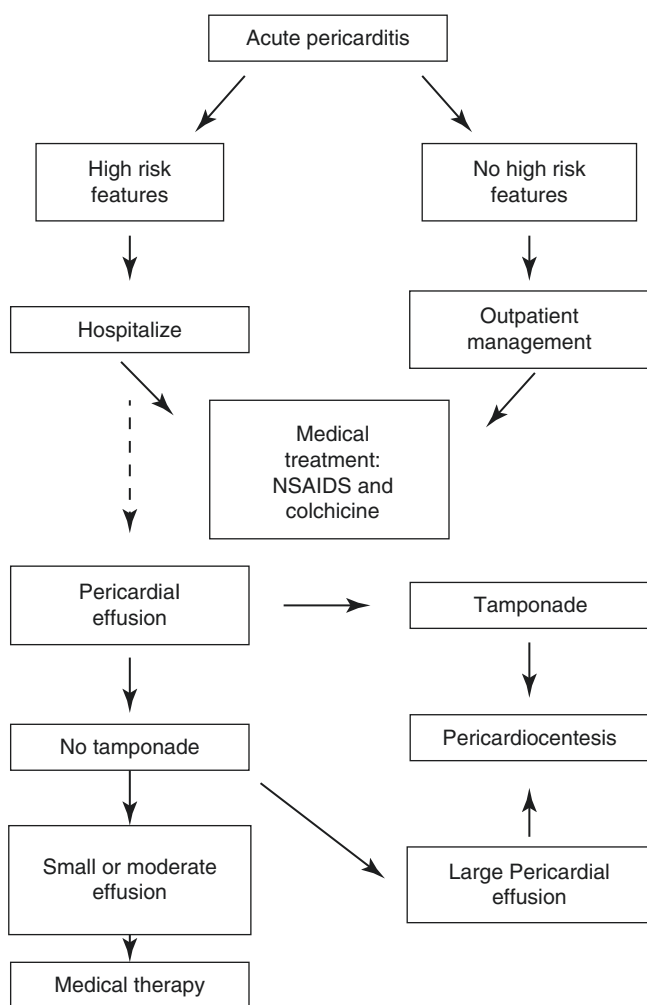 Acute pericarditis
High risk
features
No high risk
features
Hospitalize
Outpatient
management
Medical
treatment:
NSAIDS and
colchicine
Pericardial
effusion
Tamponade
No tamponade
Pericardiocentesis
Small or moderate
effusion
Large Pericardial
effusion
Medical therapy